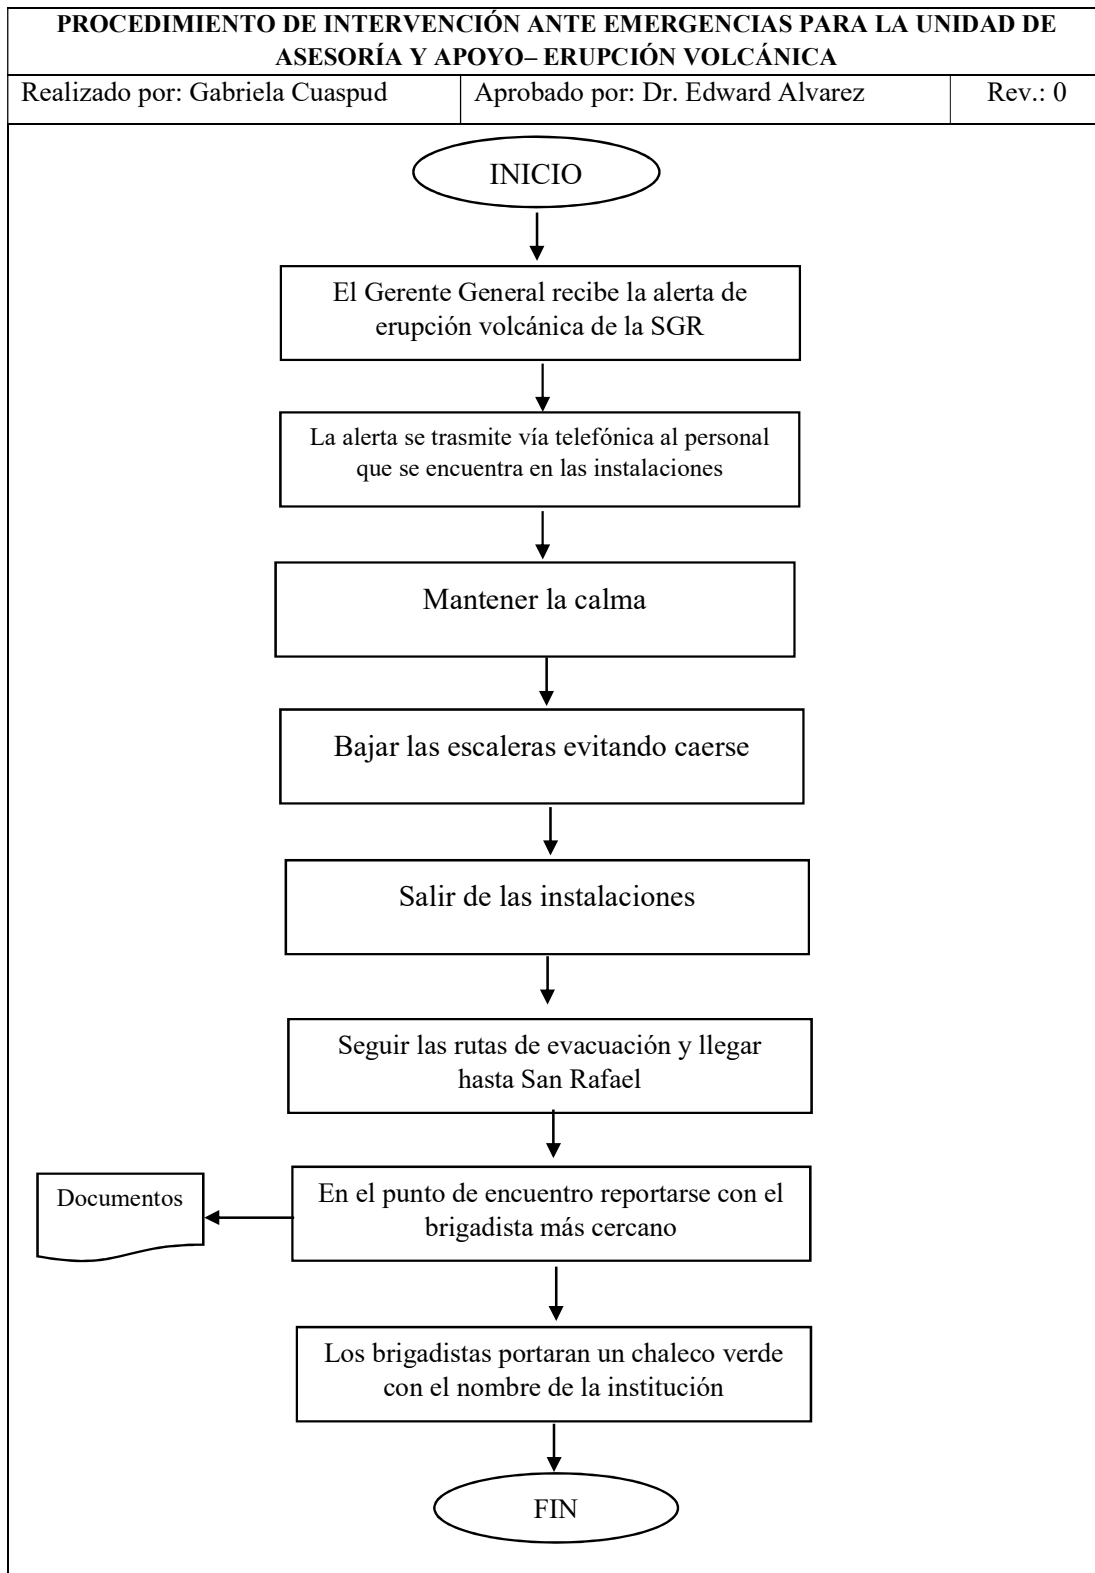 PROCEDIMIENTO DE INTERVENCIÓN ANTE EMERGENCIAS PARA LA UNIDAD DE
ASESORÍA Y APOYO– ERUPCIÓN VOLCÁNICA
Realizado por: Gabriela Cuaspud
Aprobado por: Dr. Edward Alvarez
Rev.: 0
INICIO
El Gerente General recibe la alerta de
erupción volcánica de la SGR
La alerta se trasmite vía telefónica al personal
que se encuentra en las instalaciones
Mantener la calma
Bajar las escaleras evitando caerse
Salir de las instalaciones
Seguir las rutas de evacuación y llegar
hasta San Rafael
Documentos
En el punto de encuentro reportarse con el
brigadista más cercano
Los brigadistas portaran un chaleco verde
con el nombre de la institución
FIN